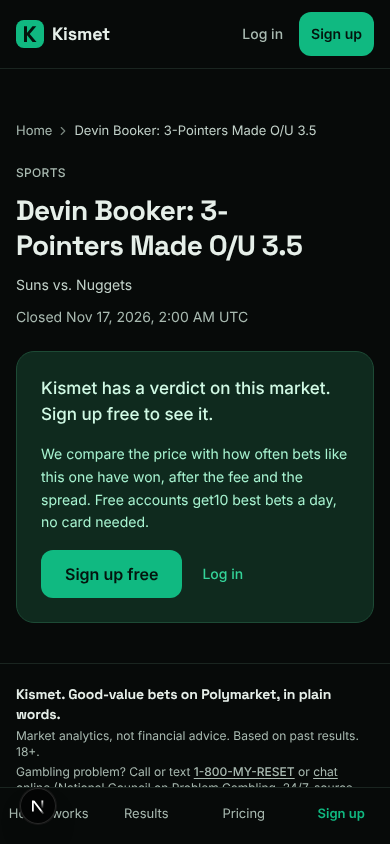 K Kismet
Log in
Sign up
Home > Devin Booker: 3-Pointers Made O/U 3.5
SPORTS
Devin Booker: 3-
Pointers Made O/U 3.5
Suns vs. Nuggets
Closed Nov 17, 2026, 2:00 AM UTC
Kismet has a verdict on this market.
Sign up free to see it.
We compare the price with how often bets like
this one have won, after the fee and the
spread. Free accounts get10 best bets a day,
no card needed.
Sign up free
Log in
Kismet. Good-value bets on Polymarket, in plain
words.
Market analytics, not financial advice. Based on past results.
18+.
Gambling problem? Call or text 1-800-MY-RESET or chat
N
works
Results
Pricing
Sign up